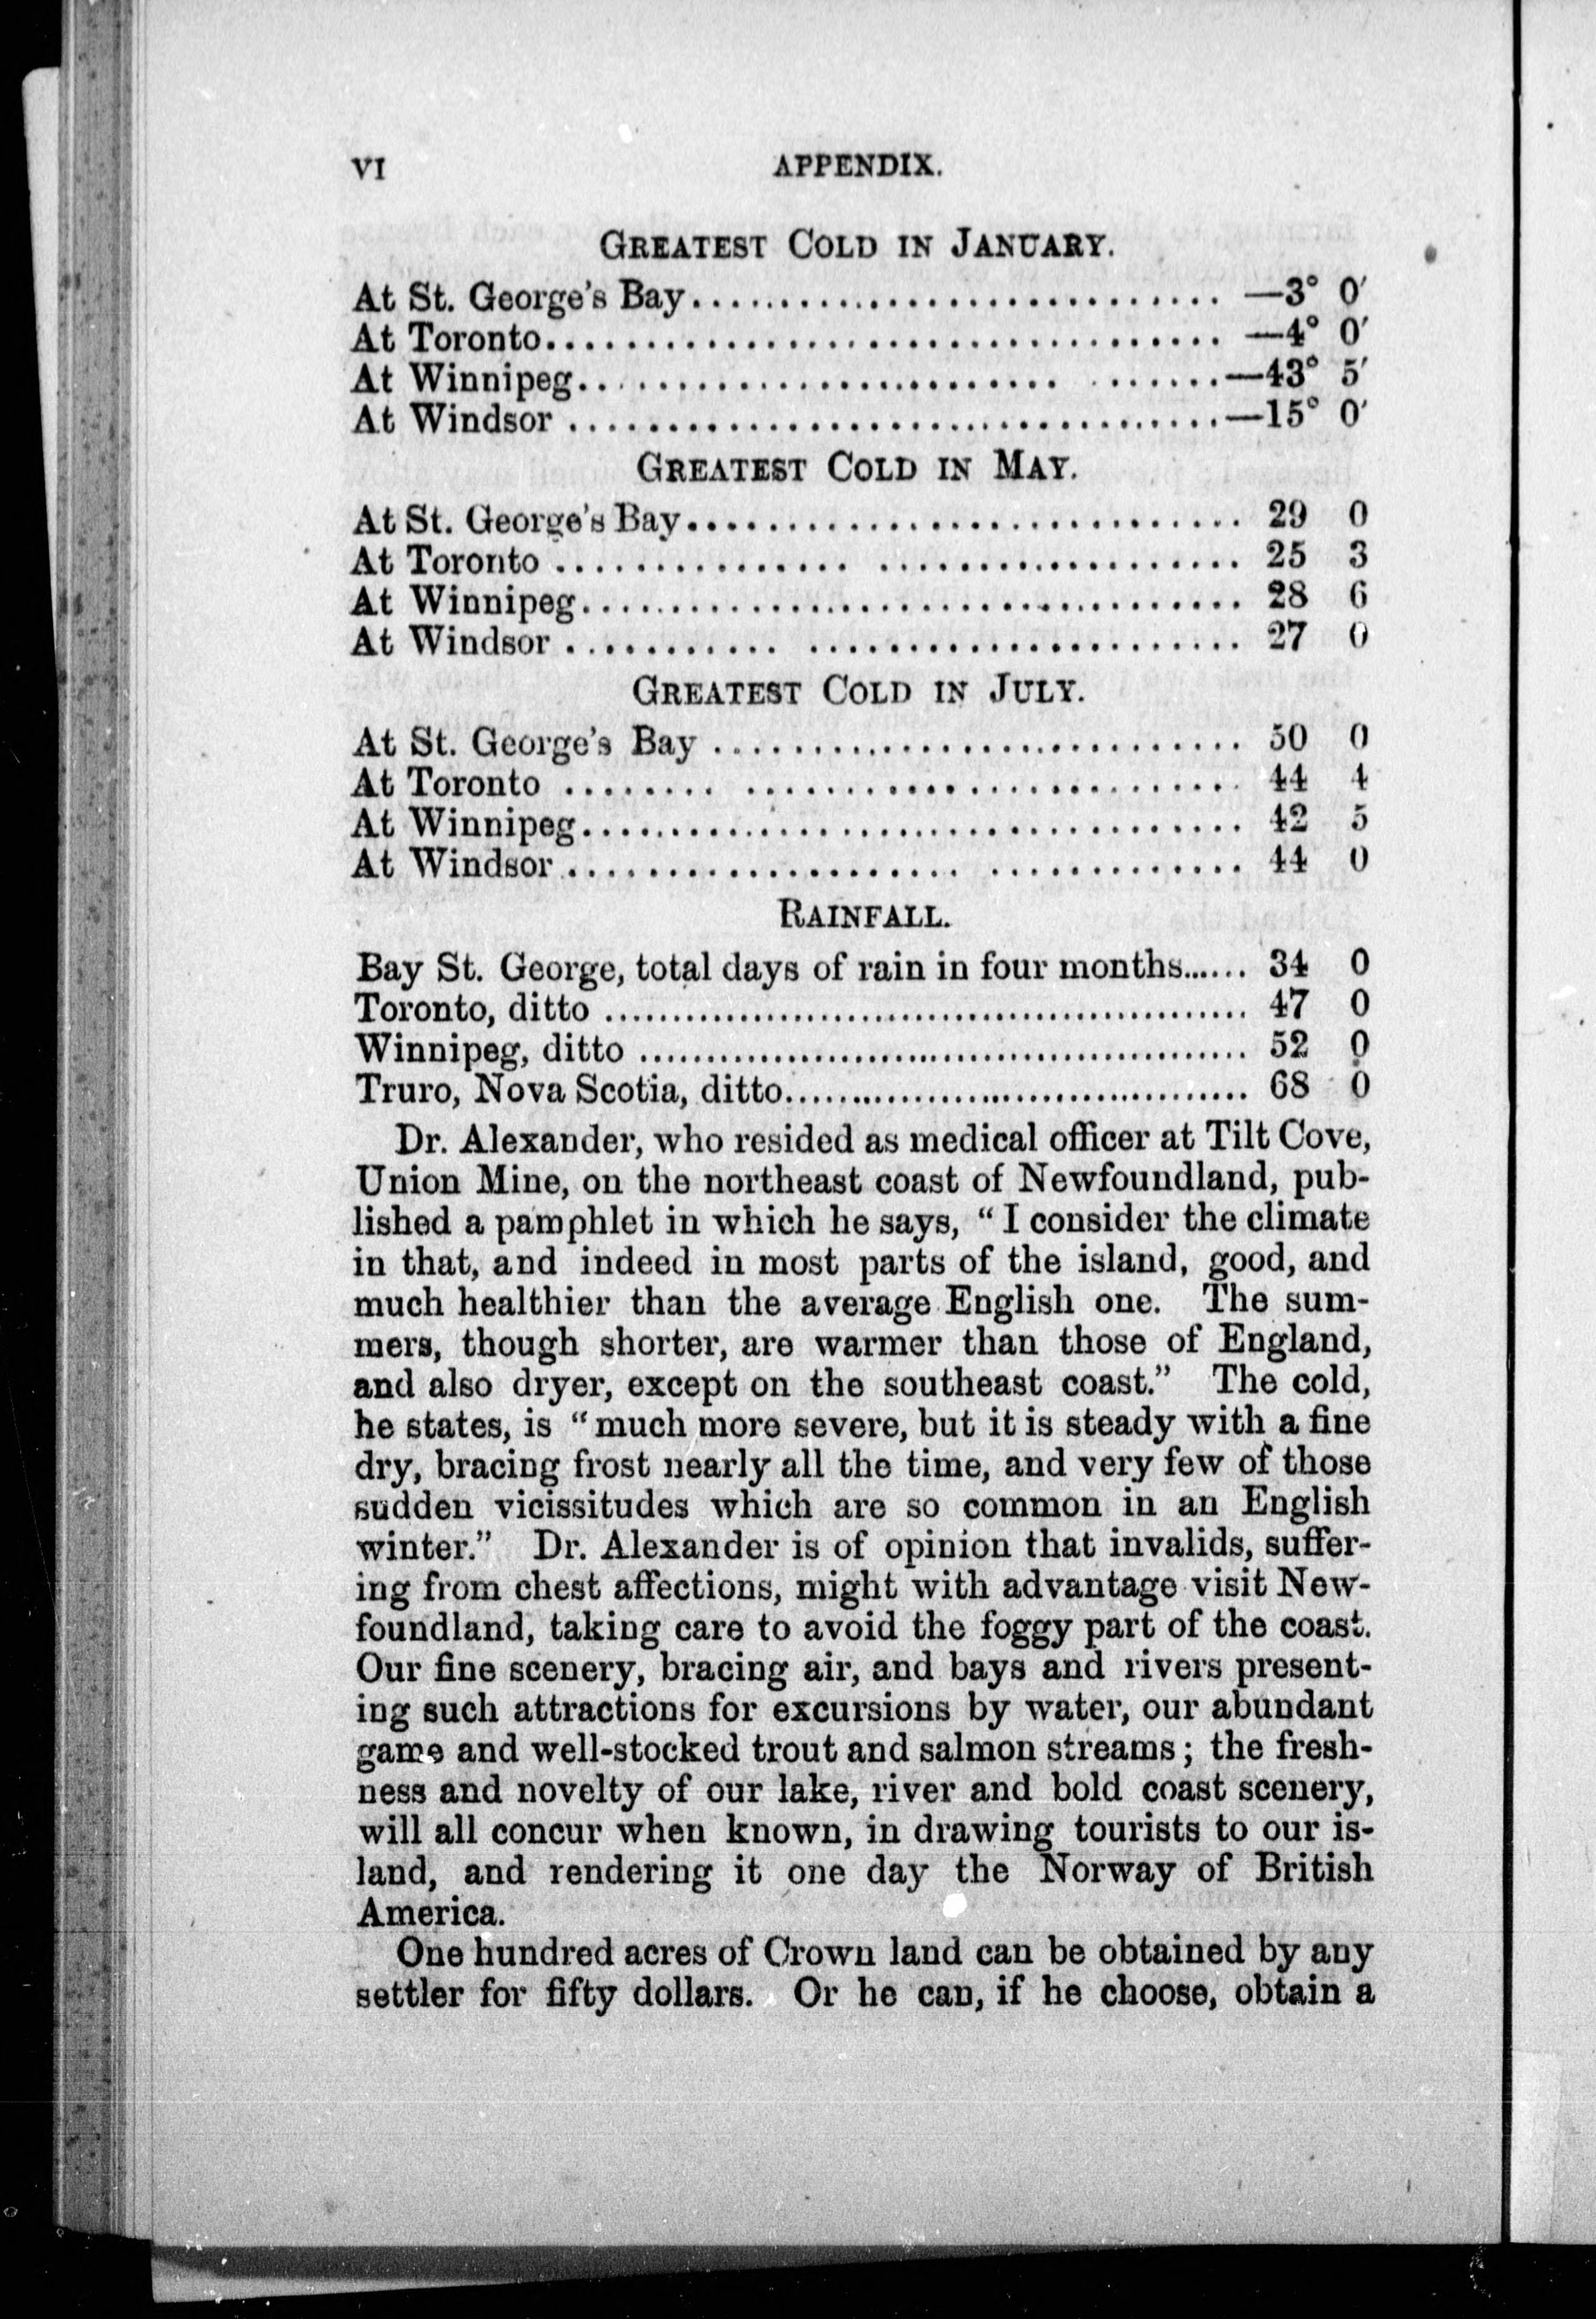 VI APPENDIX.
GREATEST COLD IN JANUARY.
At St. George's Bay............................ —3° 0′
At Toronto.................................. —4° 0′
At Winnipeg................................—43° 5′
At Windsor .................................—15° 0′
GREATEST COLD IN MAY.
At St. George's Bay............................ 29 0
At Toronto .................................. 25 3
At Winnipeg................................. 28 6
At Windsor ................................. 27 0
GREATEST COLD IN JULY.
At St. George's Bay ........................... 50 0
At Toronto ................................. 44 4
At Winnipeg................................. 42 5
At Windsor ................................. 44 0
RAINFALL.
Bay St. George, total days of rain in four months...... 34 0
Toronto, ditto ................................................ 47 0
Winnipeg, ditto ............................................. 52 0
Truro, Nova Scotia, ditto.................................. 68 0
Dr. Alexander, who resided as medical officer at Tilt Cove,
Union Mine, on the northeast coast of Newfoundland, pub-
lished a pamphlet in which he says, “ I consider the climate
in that, and indeed in most parts of the island, good, and
much healthier than the average English one. The sum-
mers, though shorter, are warmer than those of England,
and also dryer, except on the southeast coast.” The cold,
he states, is “ much more severe, but it is steady with a fine
dry, bracing frost nearly all the time, and very few of those
sudden vicissitudes which are so common in an English
winter.” Dr. Alexander is of opinion that invalids, suffer-
ing from chest affections, might with advantage visit New-
foundland, taking care to avoid the foggy part of the coast.
Our fine scenery, bracing air, and bays and rivers present-
ing such attractions for excursions by water, our abundant
game and well-stocked trout and salmon streams ; the fresh-
ness and novelty of our lake, river and bold coast scenery,
will all concur when known, in drawing tourists to our is-
land, and rendering it one day the Norway of British
America.
One hundred acres of Crown land can be obtained by any
settler for fifty dollars. Or he can, if he choose, obtain a